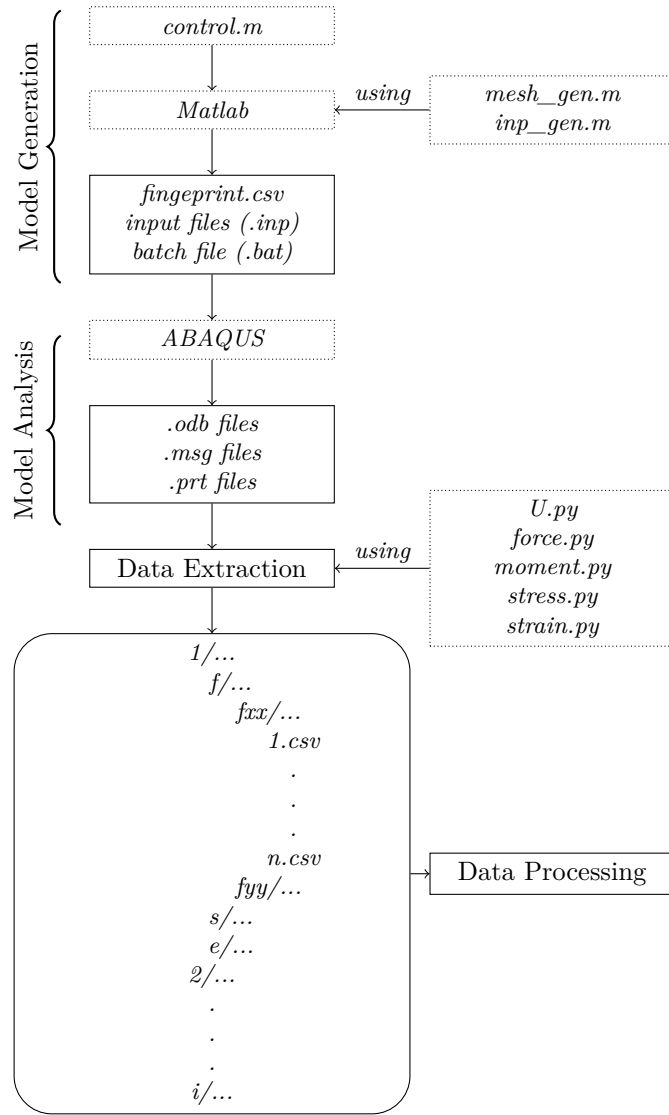 control.m
Matlab
using
mesh_gen.m
inp_gen.m
fingeprint.csv
input files (.inp)
batch file (.bat)
Model Generation
ABAQUS
.odb files
.msg files
.prt files
Model Analysis
Data Extraction
using
U.py
force.py
moment.py
stress.py
strain.py
1/...
f/...
fxx/...
1.csv
.
.
.
n.csv
fyy/...
s/...
e/...
2/...
.
.
.
i/...
Data Processing